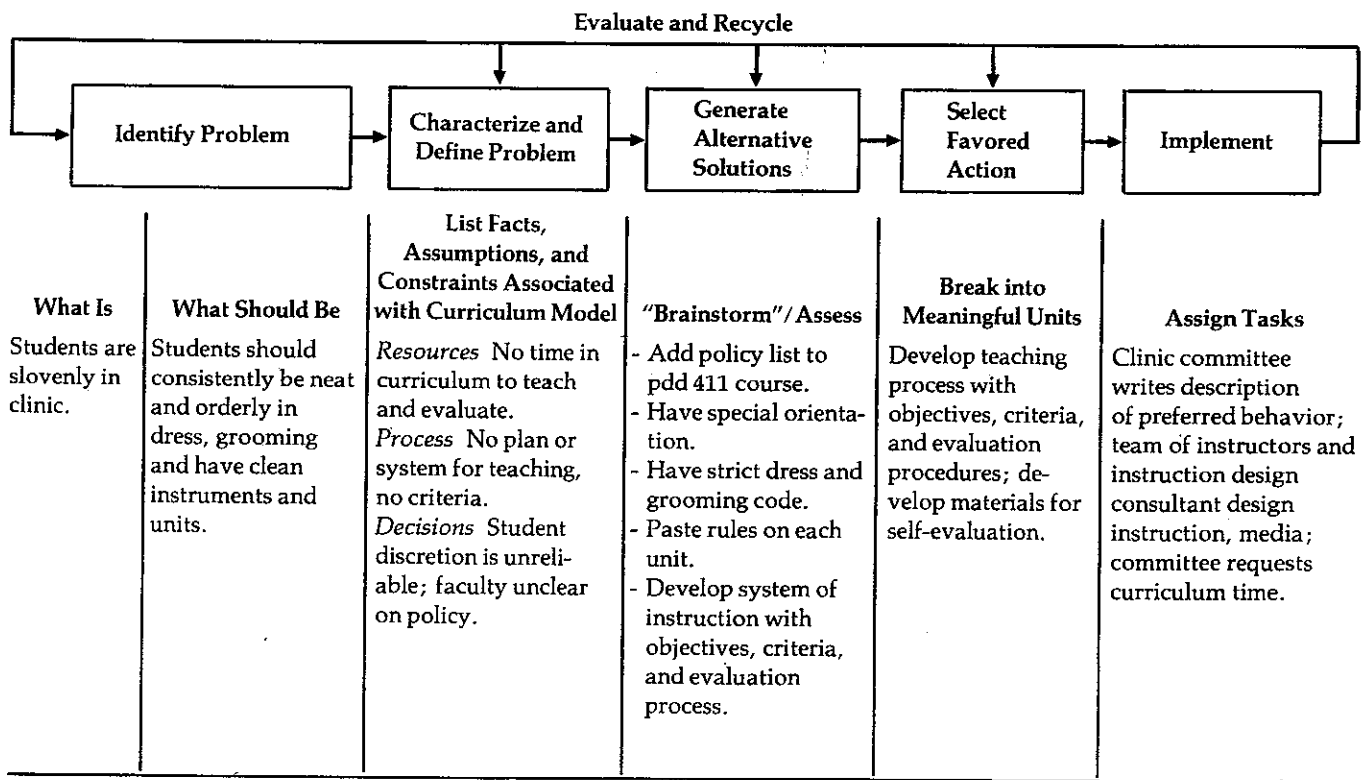 Evaluate and Recycle
Identify Problem
Characterize and
Define Problem
Generate
Alternative
Solutions
Select
Favored
Action
Implement
What Is
Students are
slovenly in
clinic.
What Should Be
Students should
consistently be neat
and orderly in
dress, grooming
and have clean
instruments and
units.
List Facts,
Assumptions, and
Constraints Associated
with Curriculum Model
Resources No time in
curriculum to teach
and evaluate.
Process No plan or
system for teaching,
no criteria.
Decisions Student
discretion is unreli-
able; faculty unclear
on policy.
"Brainstorm"/Assess
- Add policy list to
pdd 411 course.
- Have special orienta-
tion.
- Have strict dress and
grooming code.
- Paste rules on each
unit.
- Develop system of
instruction with
objectives, criteria,
and evaluation
process.
Break into
Meaningful Units
Develop teaching
process with
objectives, criteria,
and evaluation
procedures; de-
velop materials for
self-evaluation.
Assign Tasks
Clinic committee
writes description
of preferred behavior;
team of instructors and
instruction design
consultant design
instruction, media;
committee requests
curriculum time.